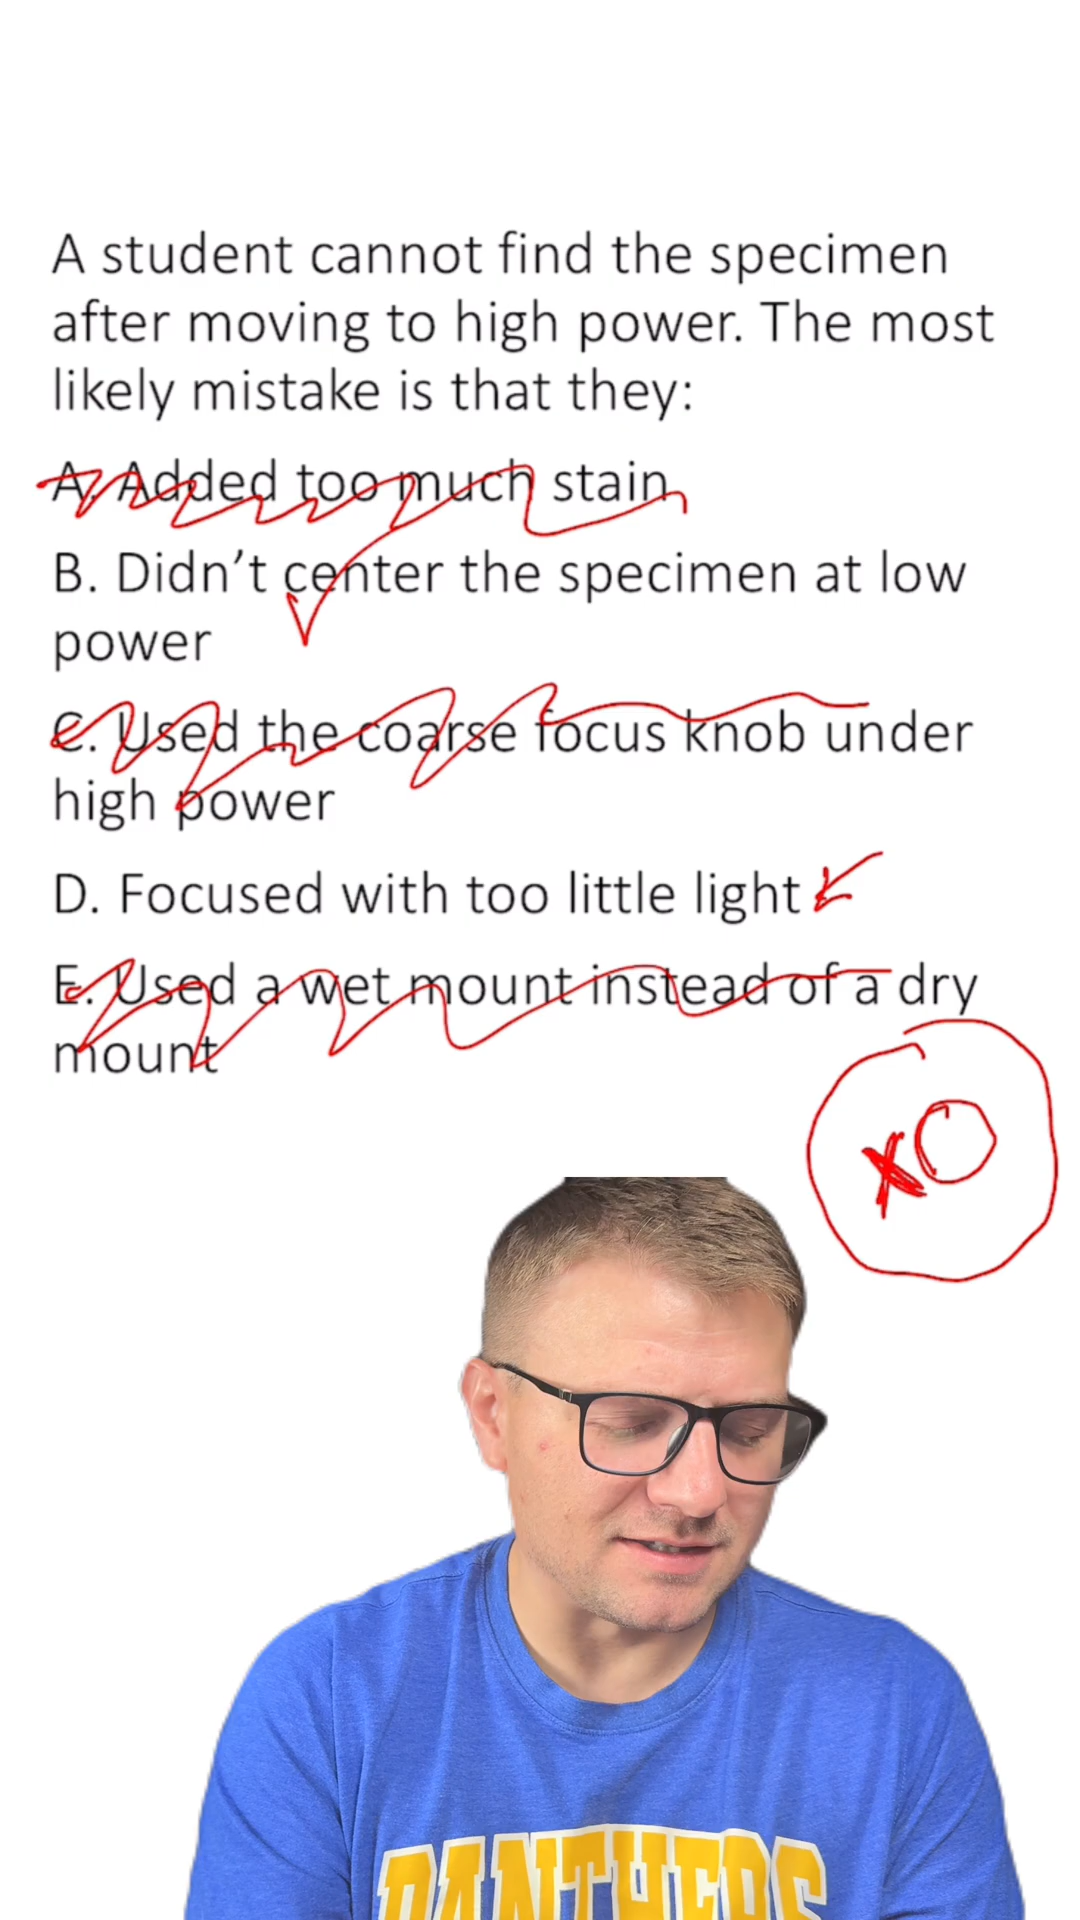 A student cannot find the specimen
after moving to high power. The most
likely mistake is that they:
A. Added too much stain
B. Didn’t center the specimen at low
power
C. Used the coarse focus knob under
high power
D. Focused with too little light
E. Used a wet mount instead of a dry
mount
XO
PANTHERS